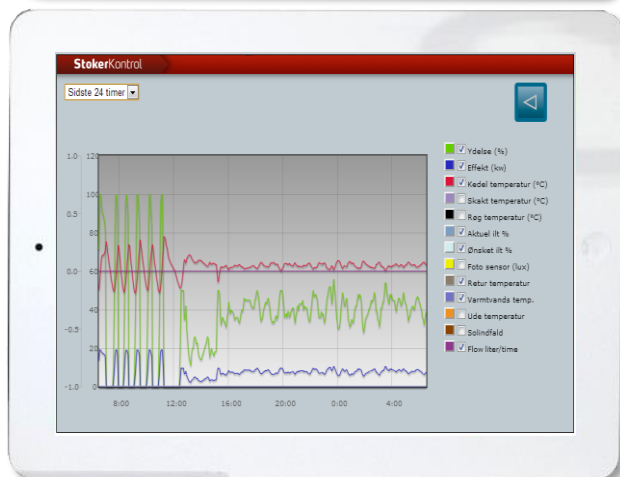 StokerKontrol
Sidste 24 timer
1.0 120
100
0.5
80
0.0 60
40
-0.5
20
-1.0 0
8:00 12:00 16:00 20:00 0:00 4:00
Ydelse (%)
Effekt (kw)
Kedel temperatur (°C)
Skakt temperatur (°C)
Røg temperatur (°C)
Aktuel ilt %
Ønsket ilt %
Foto sensor (lux)
Retur temperatur
Varmtvands temp.
Ude temperatur
Solindfald
Flow liter/time